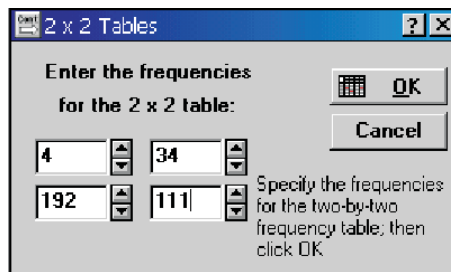 Cont
2 x 2 Tables
? X
Enter the frequencies
for the 2 x 2 table:
OK
Cancel
4 34
192 111
Specify the frequencies
for the two-by-two
frequency table; then
click OK